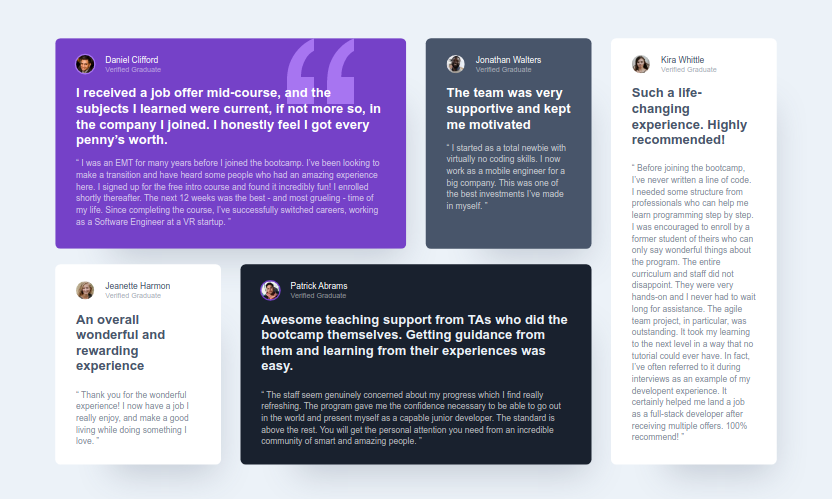 Daniel Clifford
Verified Graduate
I received a job offer mid-course, and the
subjects I learned were current, if not more so, in
the company I joined. I honestly feel I got every
penny’s worth.
“ I was an EMT for many years before I joined the bootcamp. I’ve been looking to
make a transition and have heard some people who had an amazing experience
here. I signed up for the free intro course and found it incredibly fun! I enrolled
shortly thereafter. The next 12 weeks was the best - and most grueling - time of
my life. Since completing the course, I’ve successfully switched careers, working
as a Software Engineer at a VR startup. ”
Jonathan Walters
Verified Graduate
The team was very
supportive and kept
me motivated
“ I started as a total newbie with
virtually no coding skills. I now
work as a mobile engineer for a
big company. This was one of
the best investments I’ve made
in myself. ”
Kira Whittle
Verified Graduate
Such a life-
changing
experience. Highly
recommended!
“ Before joining the bootcamp,
I’ve never written a line of code.
I needed some structure from
professionals who can help me
learn programming step by step.
I was encouraged to enroll by a
former student of theirs who can
only say wonderful things about
the program. The entire
curriculum and staff did not
disappoint. They were very
hands-on and I never had to wait
long for assistance. The agile
team project, in particular, was
outstanding. It took my learning
to the next level in a way that no
tutorial could ever have. In fact,
I’ve often referred to it during
interviews as an example of my
developent experience. It
certainly helped me land a job
as a full-stack developer after
receiving multiple offers. 100%
recommend! ”
Jeanette Harmon
Verified Graduate
An overall
wonderful and
rewarding
experience
“ Thank you for the wonderful
experience! I now have a job I
really enjoy, and make a good
living while doing something I
love. ”
Patrick Abrams
Verified Graduate
Awesome teaching support from TAs who did the
bootcamp themselves. Getting guidance from
them and learning from their experiences was
easy.
“ The staff seem genuinely concerned about my progress which I find really
refreshing. The program gave me the confidence necessary to be able to go out
in the world and present myself as a capable junior developer. The standard is
above the rest. You will get the personal attention you need from an incredible
community of smart and amazing people. ”